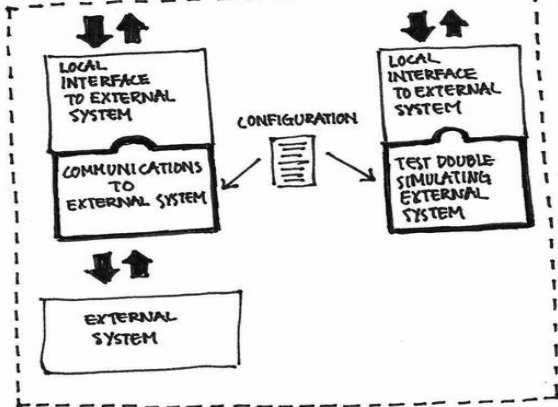 LOCAL
INTERFACE
TO EXTERNAL
SYSTEM
COMMUNICATIONS
TO
EXTERNAL SYSTEM
EXTERNAL
SYSTEM
CONFIGURATION
LOCAL
INTERFACE
TO EXTERNAL
SYSTEM
TEST DOUBLE
SIMULATING
EXTERNAL
SYSTEM